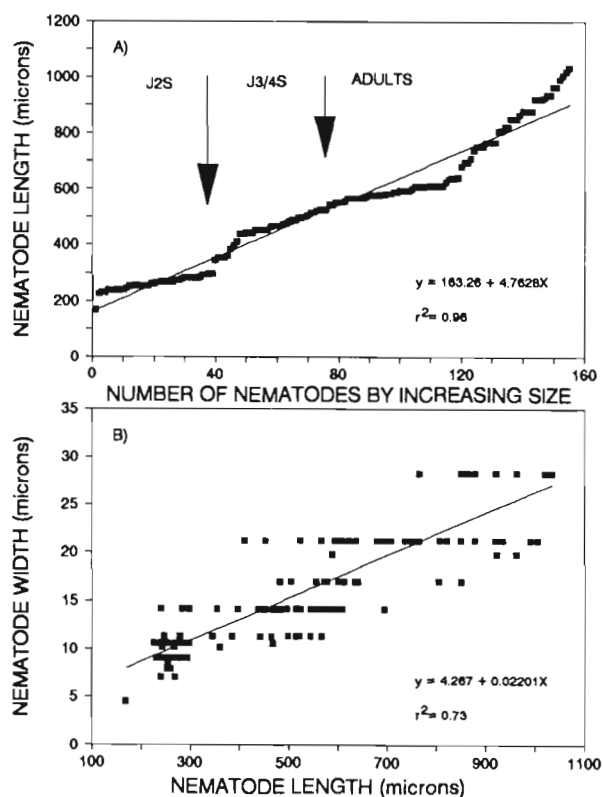 A)
J2S J3/4S ADULTS
NEMATODE LENGTH (microns)
1200
1000
800
600
400
200
0
y = 163.26 + 4.7628X
r²= 0.96
0 40 80 120 160
NUMBER OF NEMATODES BY INCREASING SIZE
B)
NEMATODE WIDTH (microns)
35
30
25
20
15
10
5
0
y = 4.267 + 0.02201X
r²= 0.73
100 300 500 700 900 1100
NEMATODE LENGTH (microns)